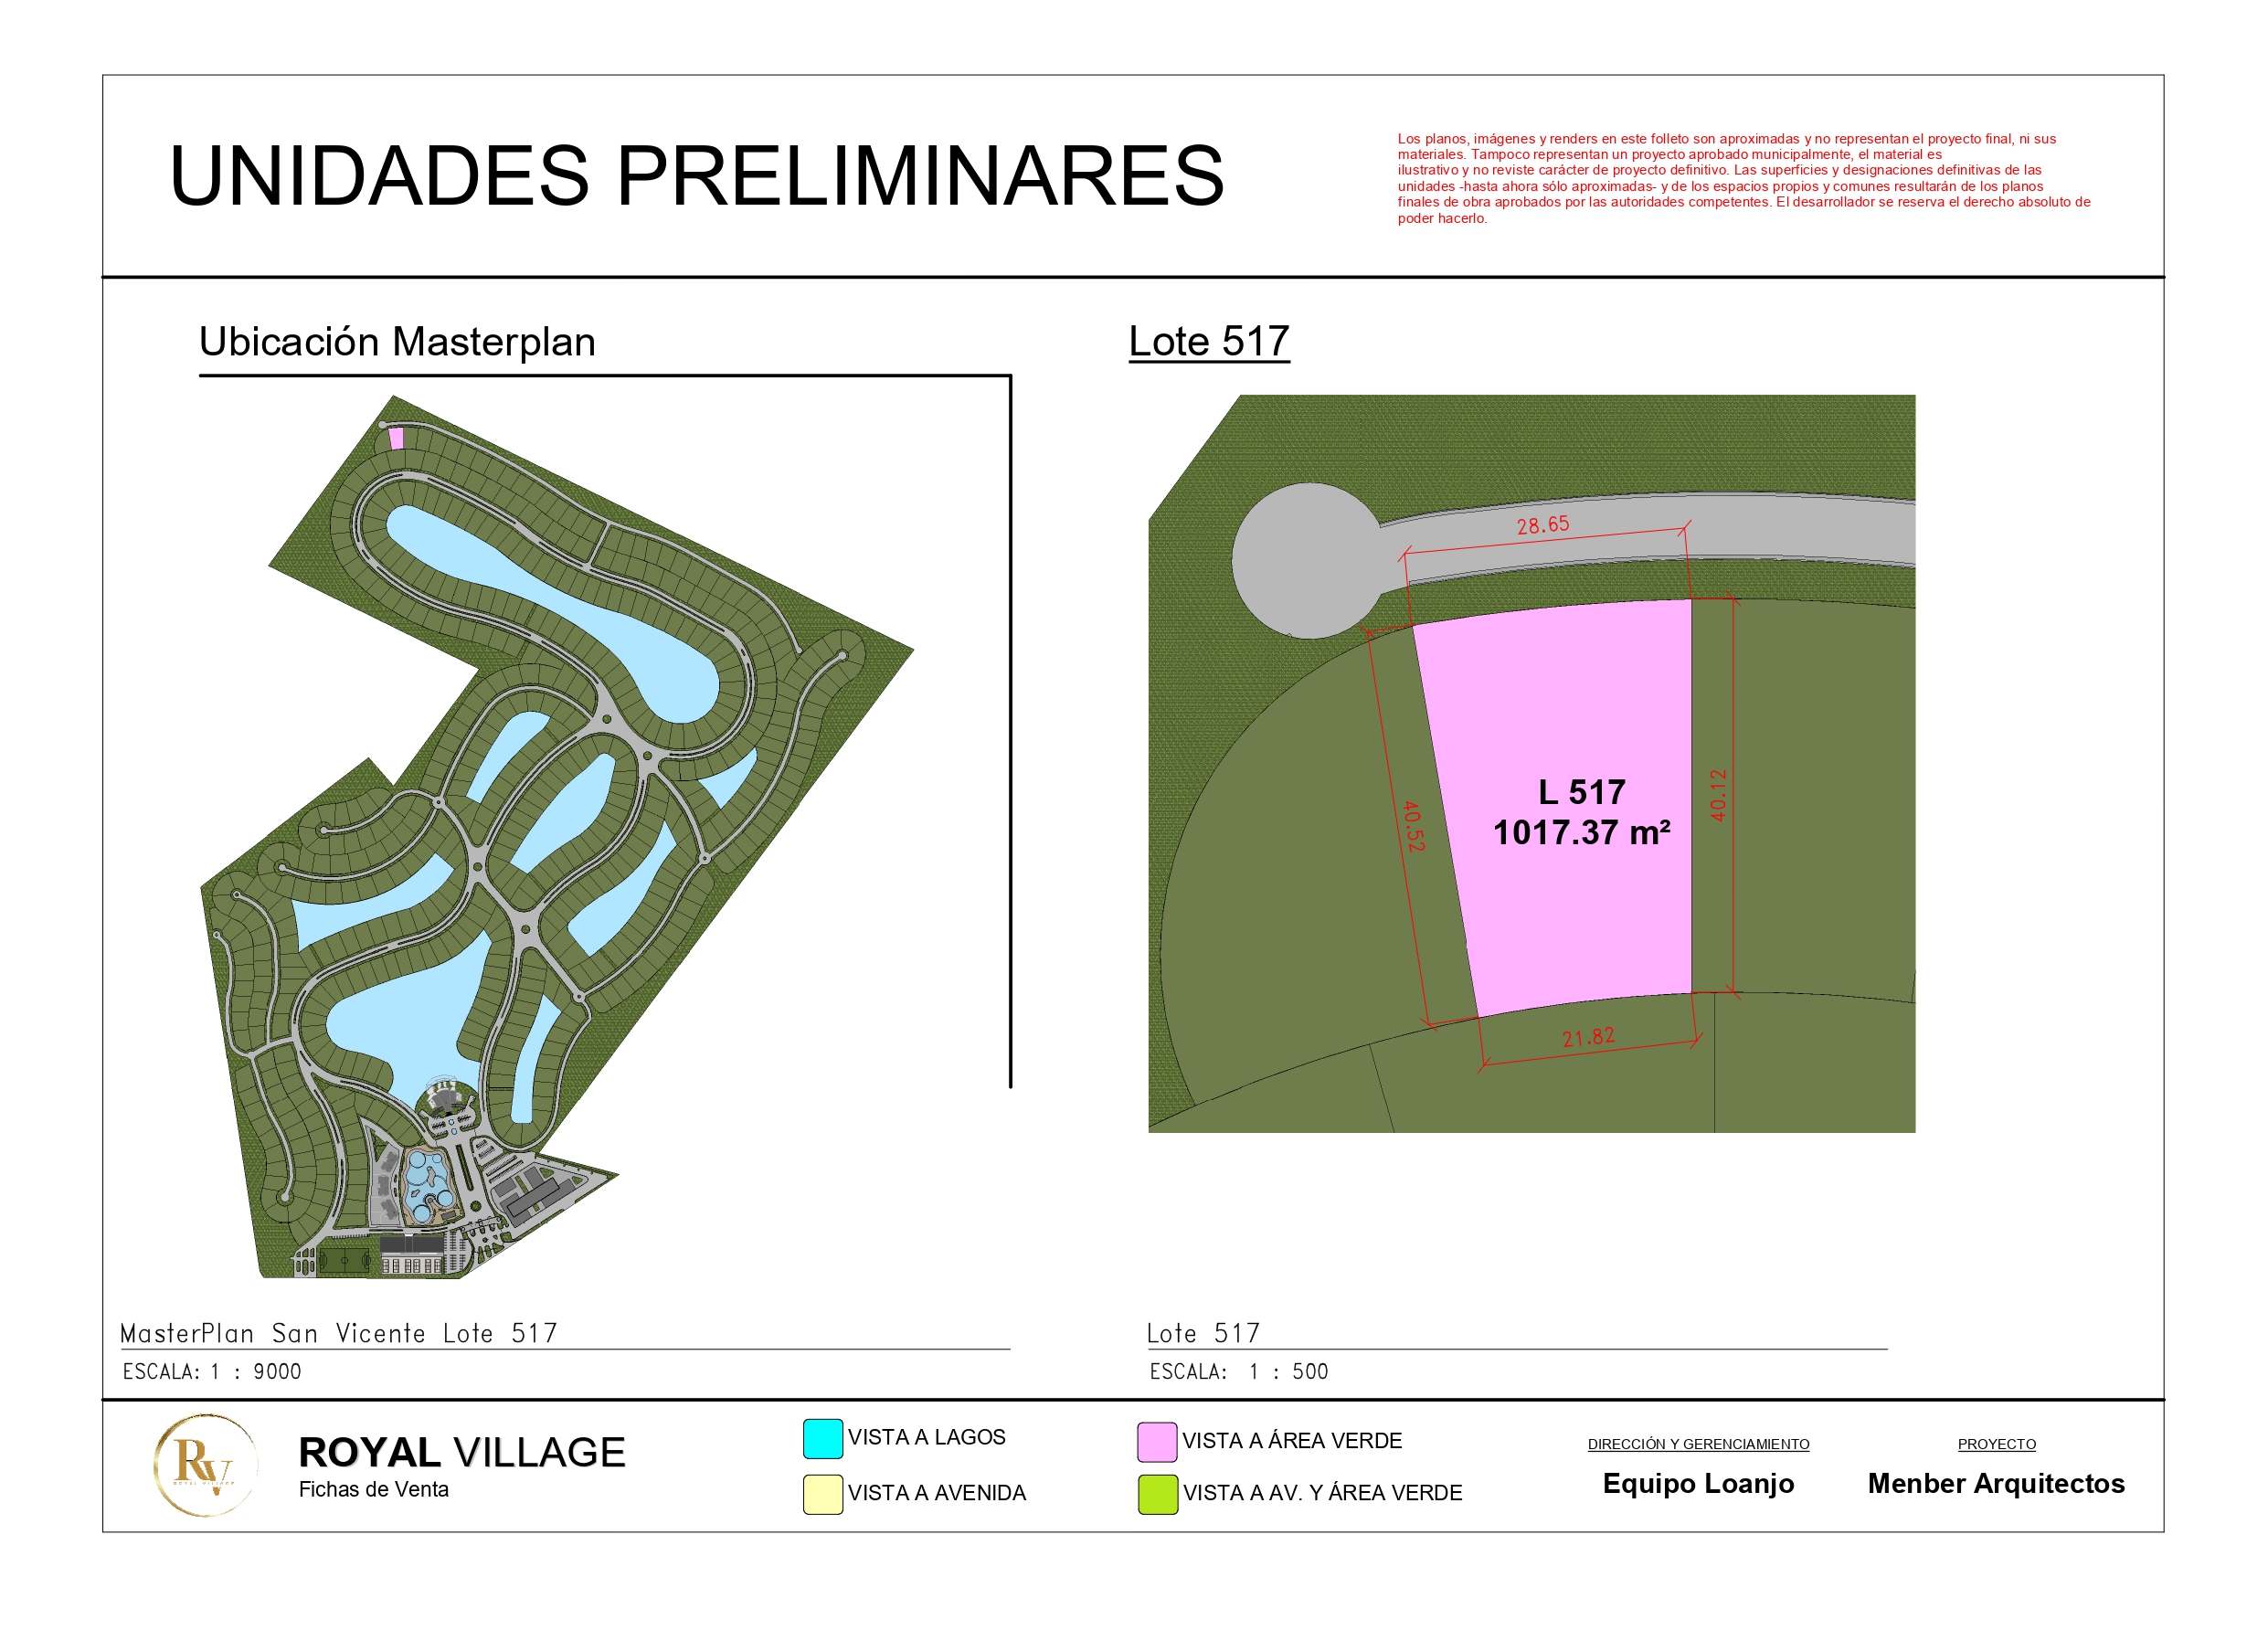 UNIDADES PRELIMINARES
Los planos, imágenes y renders en este folleto son aproximadas y no representan el proyecto final, ni sus
materiales. Tampoco representan un proyecto aprobado municipalmente, el material es
ilustrativo y no reviste carácter de proyecto definitivo. Las superficies y designaciones definitivas de las
unidades -hasta ahora sólo aproximadas- y de los espacios propios y comunes resultarán de los planos
finales de obra aprobados por las autoridades competentes. El desarrollador se reserva el derecho absoluto de
poder hacerlo.
Ubicación Masterplan
Lote 517
28.65
40.52
L 517
1017.37 m²
40.12
21.82
MasterPlan San Vicente Lote 517
ESCALA: 1 : 9000
Lote 517
ESCALA: 1 : 500
RV
ROYAL VILLAGE
ROYAL VILLAGE
Fichas de Venta
VISTA A LAGOS
VISTA A AVENIDA
VISTA A ÁREA VERDE
VISTA A AV. Y ÁREA VERDE
DIRECCIÓN Y GERENCIAMIENTO
Equipo Loanjo
PROYECTO
Menber Arquitectos